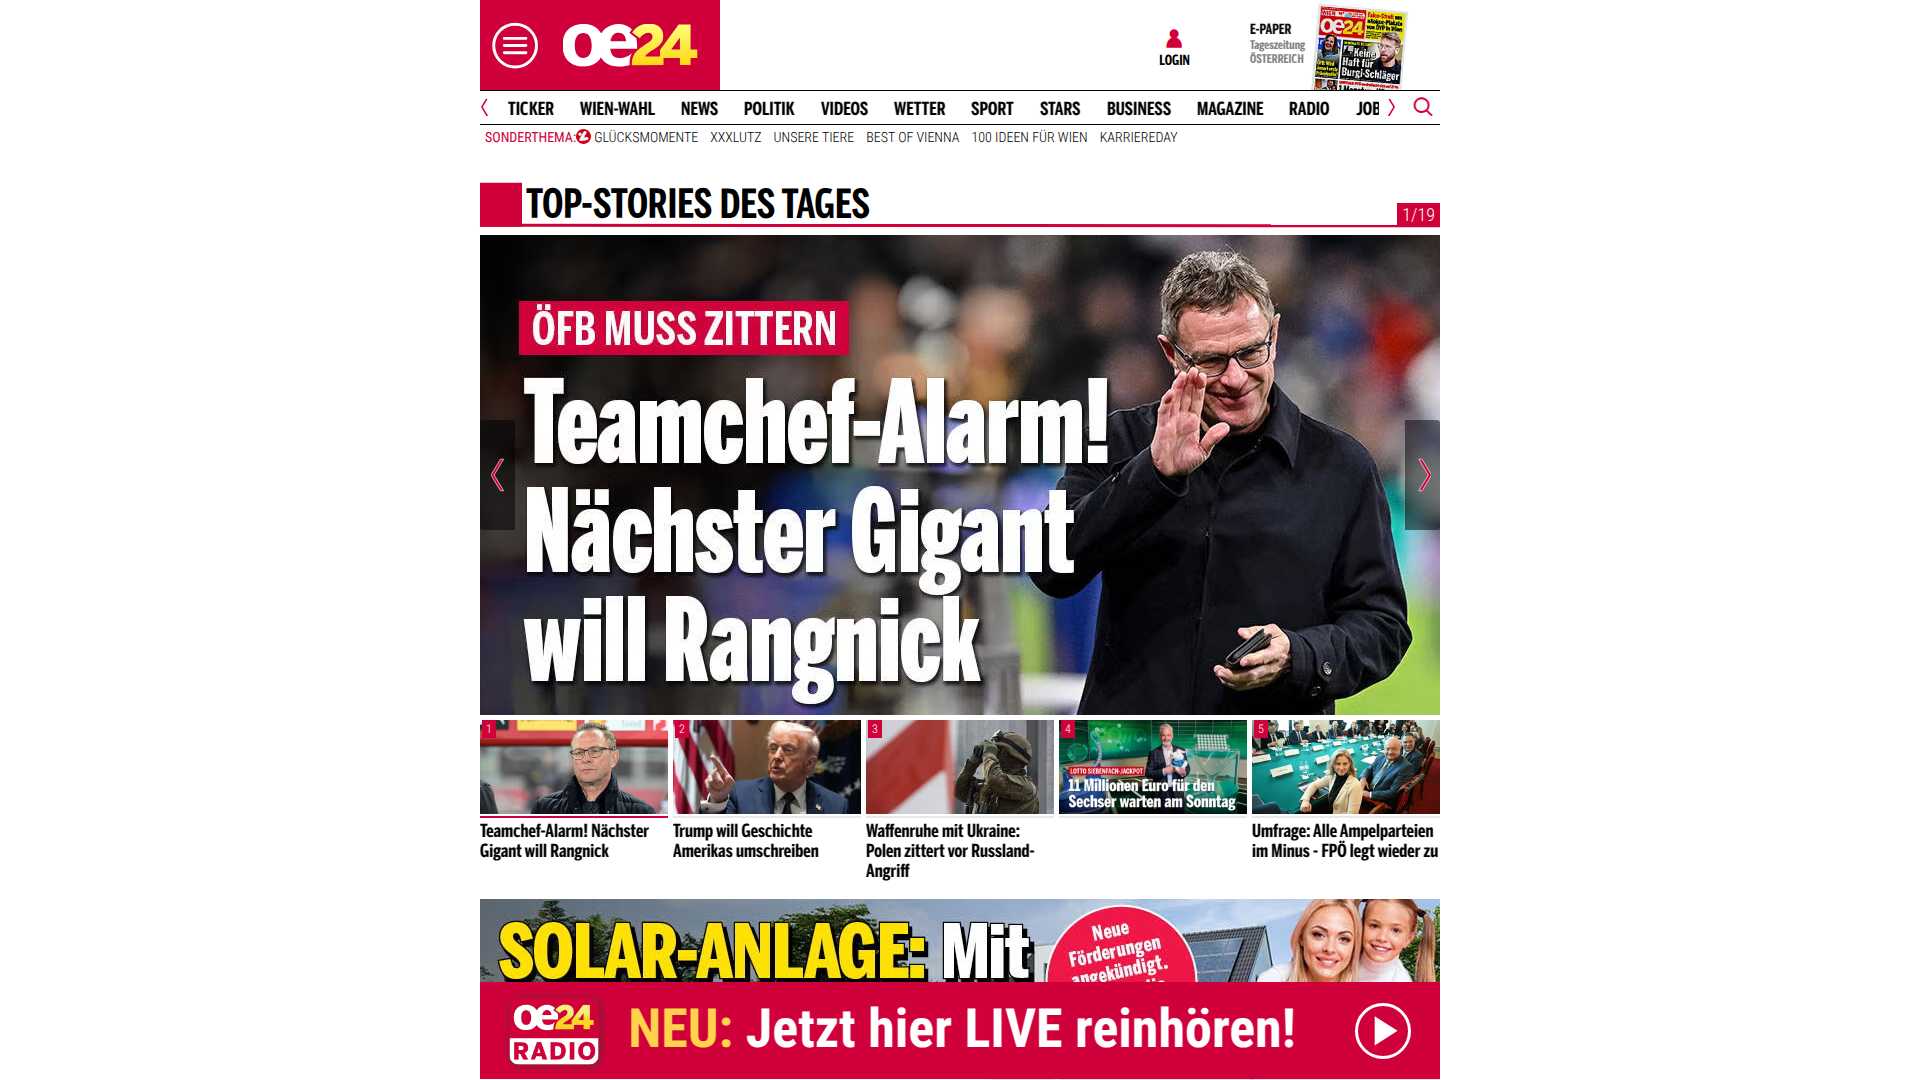 oe24
LOGIN
E-PAPER
Tageszeitung
ÖSTERREICH
oe24
Keine
Haft für
Burgi-Schläger
TICKER WIEN-WAHL NEWS POLITIK VIDEOS WETTER SPORT STARS BUSINESS MAGAZINE RADIO JOB
SONDERTHEMA: GLÜCKSMOMENTE XXXLUTZ UNSERE TIERE BEST OF VIENNA 100 IDEEN FÜR WIEN KARRIEREDAY
TOP-STORIES DES TAGES
1/19
ÖFB MUSS ZITTERN
Teamchef-Alarm!
Nächster Gigant
will Rangnick
1
2
3
4
5
LOTTO SIEBENFACH-JACKPOT
11 Millionen Euro für den
Sechser warten am Sonntag
Teamchef-Alarm! Nächster
Gigant will Rangnick
Trump will Geschichte
Amerikas umschreiben
Waffenruhe mit Ukraine:
Polen zittert vor Russland-
Angriff
Umfrage: Alle Ampelparteien
im Minus - FPÖ legt wieder zu
SOLAR-ANLAGE: Mit
Neue
Förderungen
angekündigt.
oe24
RADIO
NEU: Jetzt hier LIVE reinhören!